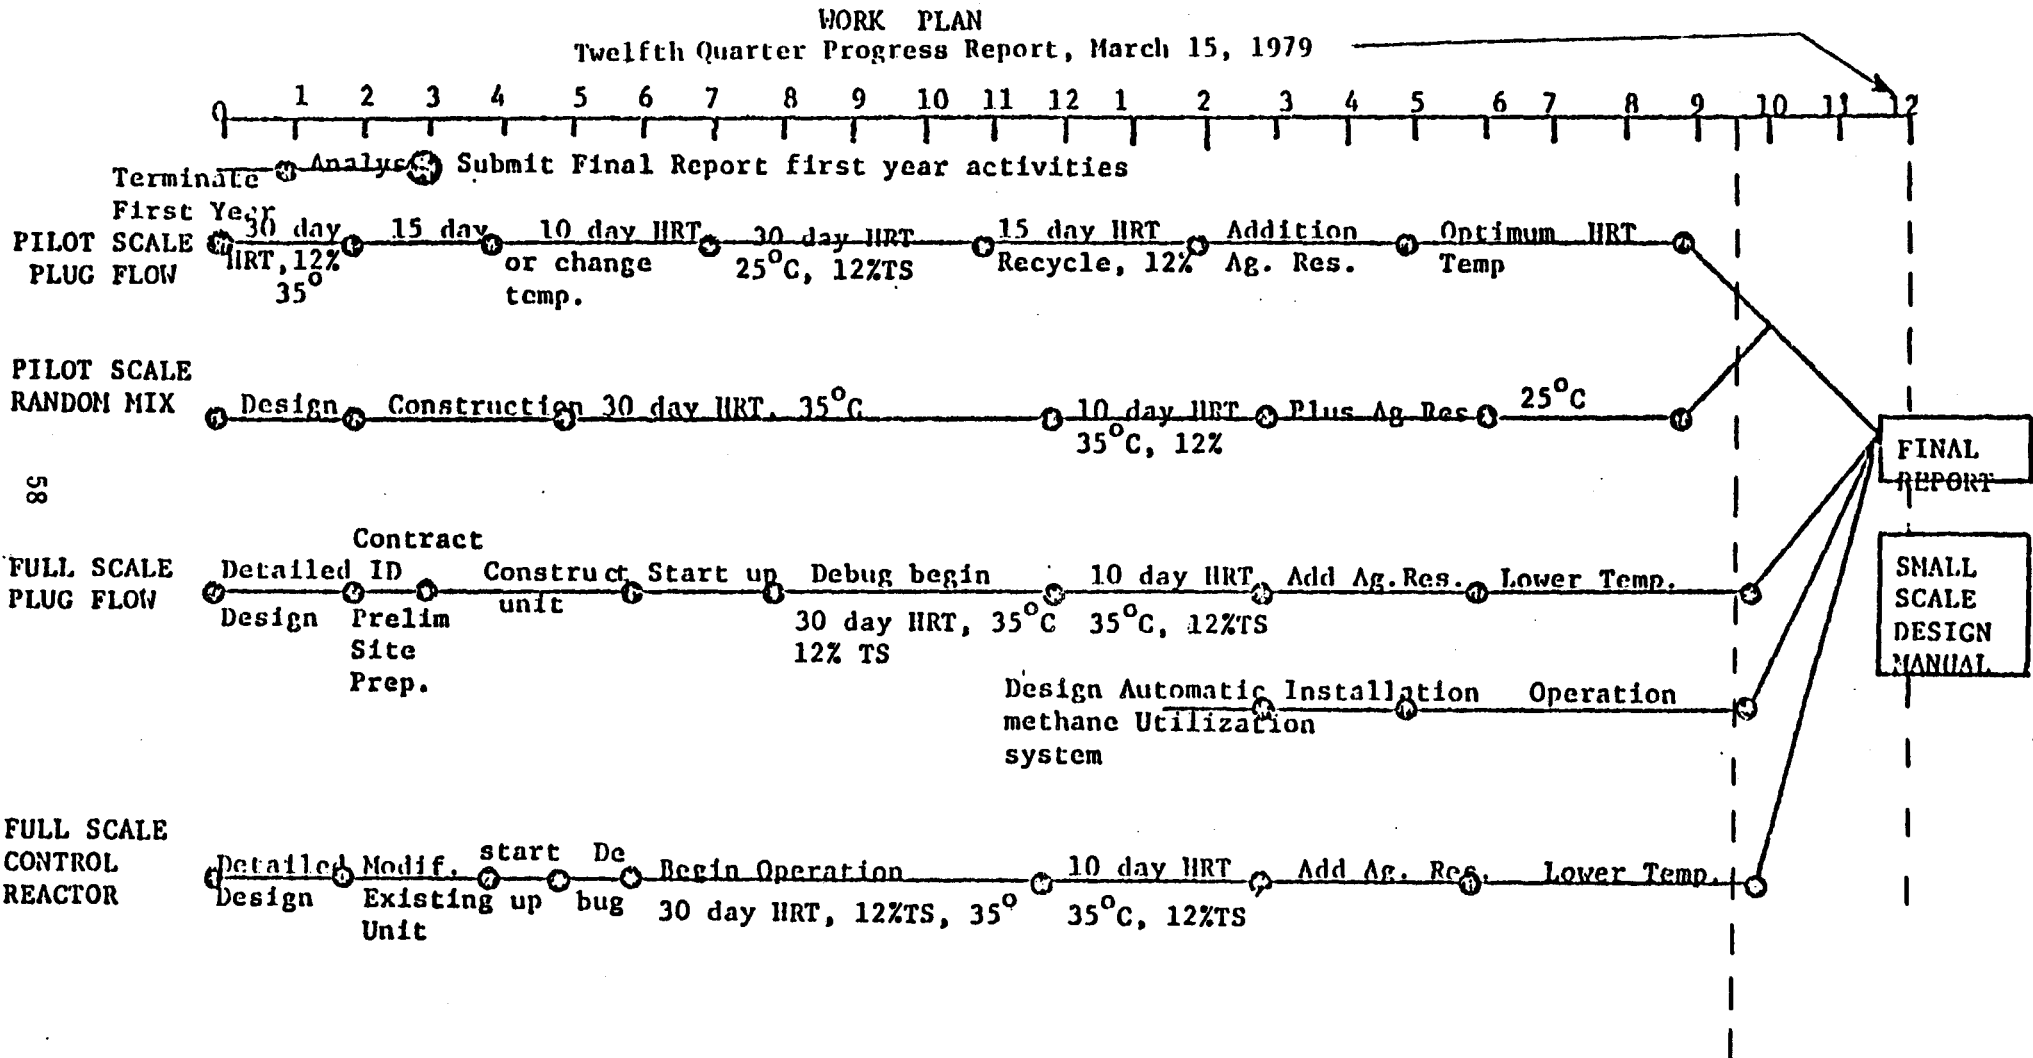 WORK PLAN
Twelfth Quarter Progress Report, March 15, 1979
0 1 2 3 4 5 6 7 8 9 10 11 12 1 2 3 4 5 6 7 8 9 10 11 12
Terminate Analys Submit Final Report first year activities
First Year
PILOT SCALE
PLUG FLOW
30 day
HRT, 12%
35°
15 day
10 day HRT
or change
temp.
30 day HRT
25°C, 12%TS
15 day HRT
Recycle, 12%
Addition
Ag. Res.
Optimum HRT
Temp
PILOT SCALE
RANDOM MIX
Design
Construction
30 day HRT, 35°C
10 day HRT
35°C, 12%
Plus Ag Res
25°C
FINAL
REPORT
58
FULL SCALE
PLUG FLOW
Detailed
Design
Contract
ID
Prelim
Site
Prep.
Construct
unit
Start up
Debug begin
30 day HRT, 35°C
12% TS
10 day HRT
35°C, 12%TS
Add Ag.Res.
Lower Temp.
SMALL
SCALE
DESIGN
MANUAL
Design Automatic
methane Utilization
system
Installation
Operation
FULL SCALE
CONTROL
REACTOR
Detailed
Design
Modif.
Existing
Unit
start
up
De
bug
Begin Operation
30 day HRT, 12%TS, 35°
10 day HRT
35°C, 12%TS
Add Ag. Res.
Lower Temp.